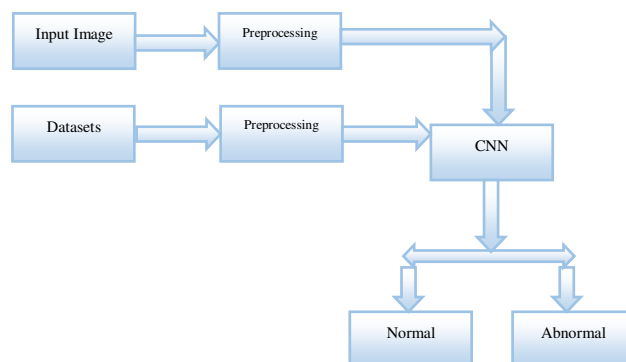 Input Image
Preprocessing
Datasets
Preprocessing
CNN
Normal
Abnormal